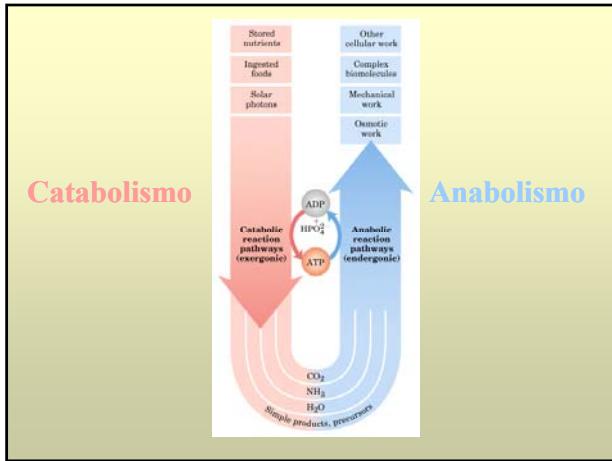 Stored
nutrients
Ingested
foods
Solar
photons
Other
cellular work
Complex
biomolecules
Mechanical
work
Osmotic
work
Catabolismo
Anabolismo
ADP
+
HPO₄²⁻
ATP
Catabolic
reaction
pathways
(exergonic)
Anabolic
reaction
pathways
(endergonic)
CO₂
NH₃
H₂O
Simple products, precursors